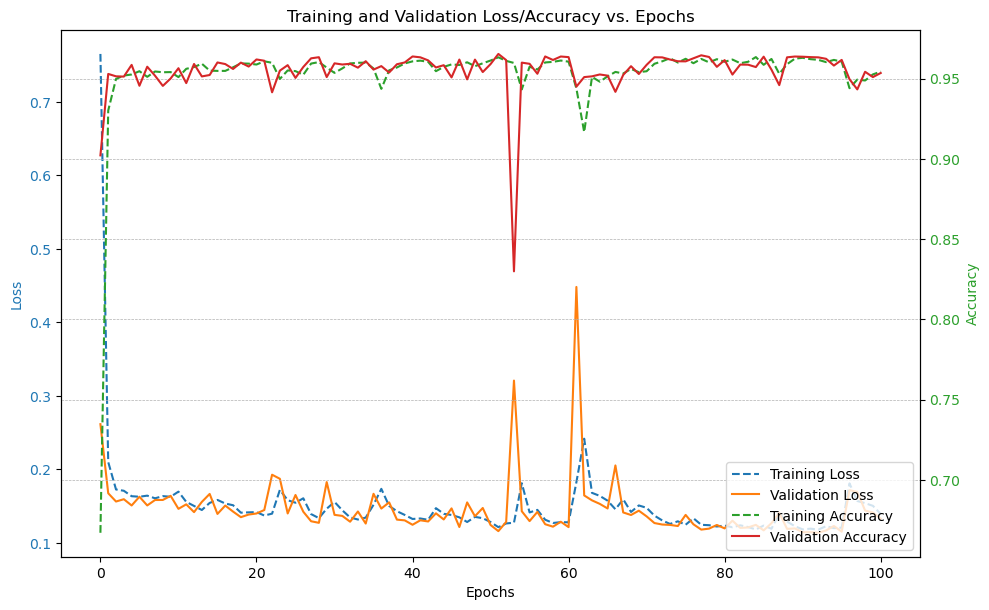 Training and Validation Loss/Accuracy vs. Epochs
Loss
0.7
0.6
0.5
0.4
0.3
0.2
0.1
0.95
0.90
0.85
0.80
0.75
0.70
Accuracy
Training Loss
Validation Loss
Training Accuracy
Validation Accuracy
0 20 40 60 80 100
Epochs